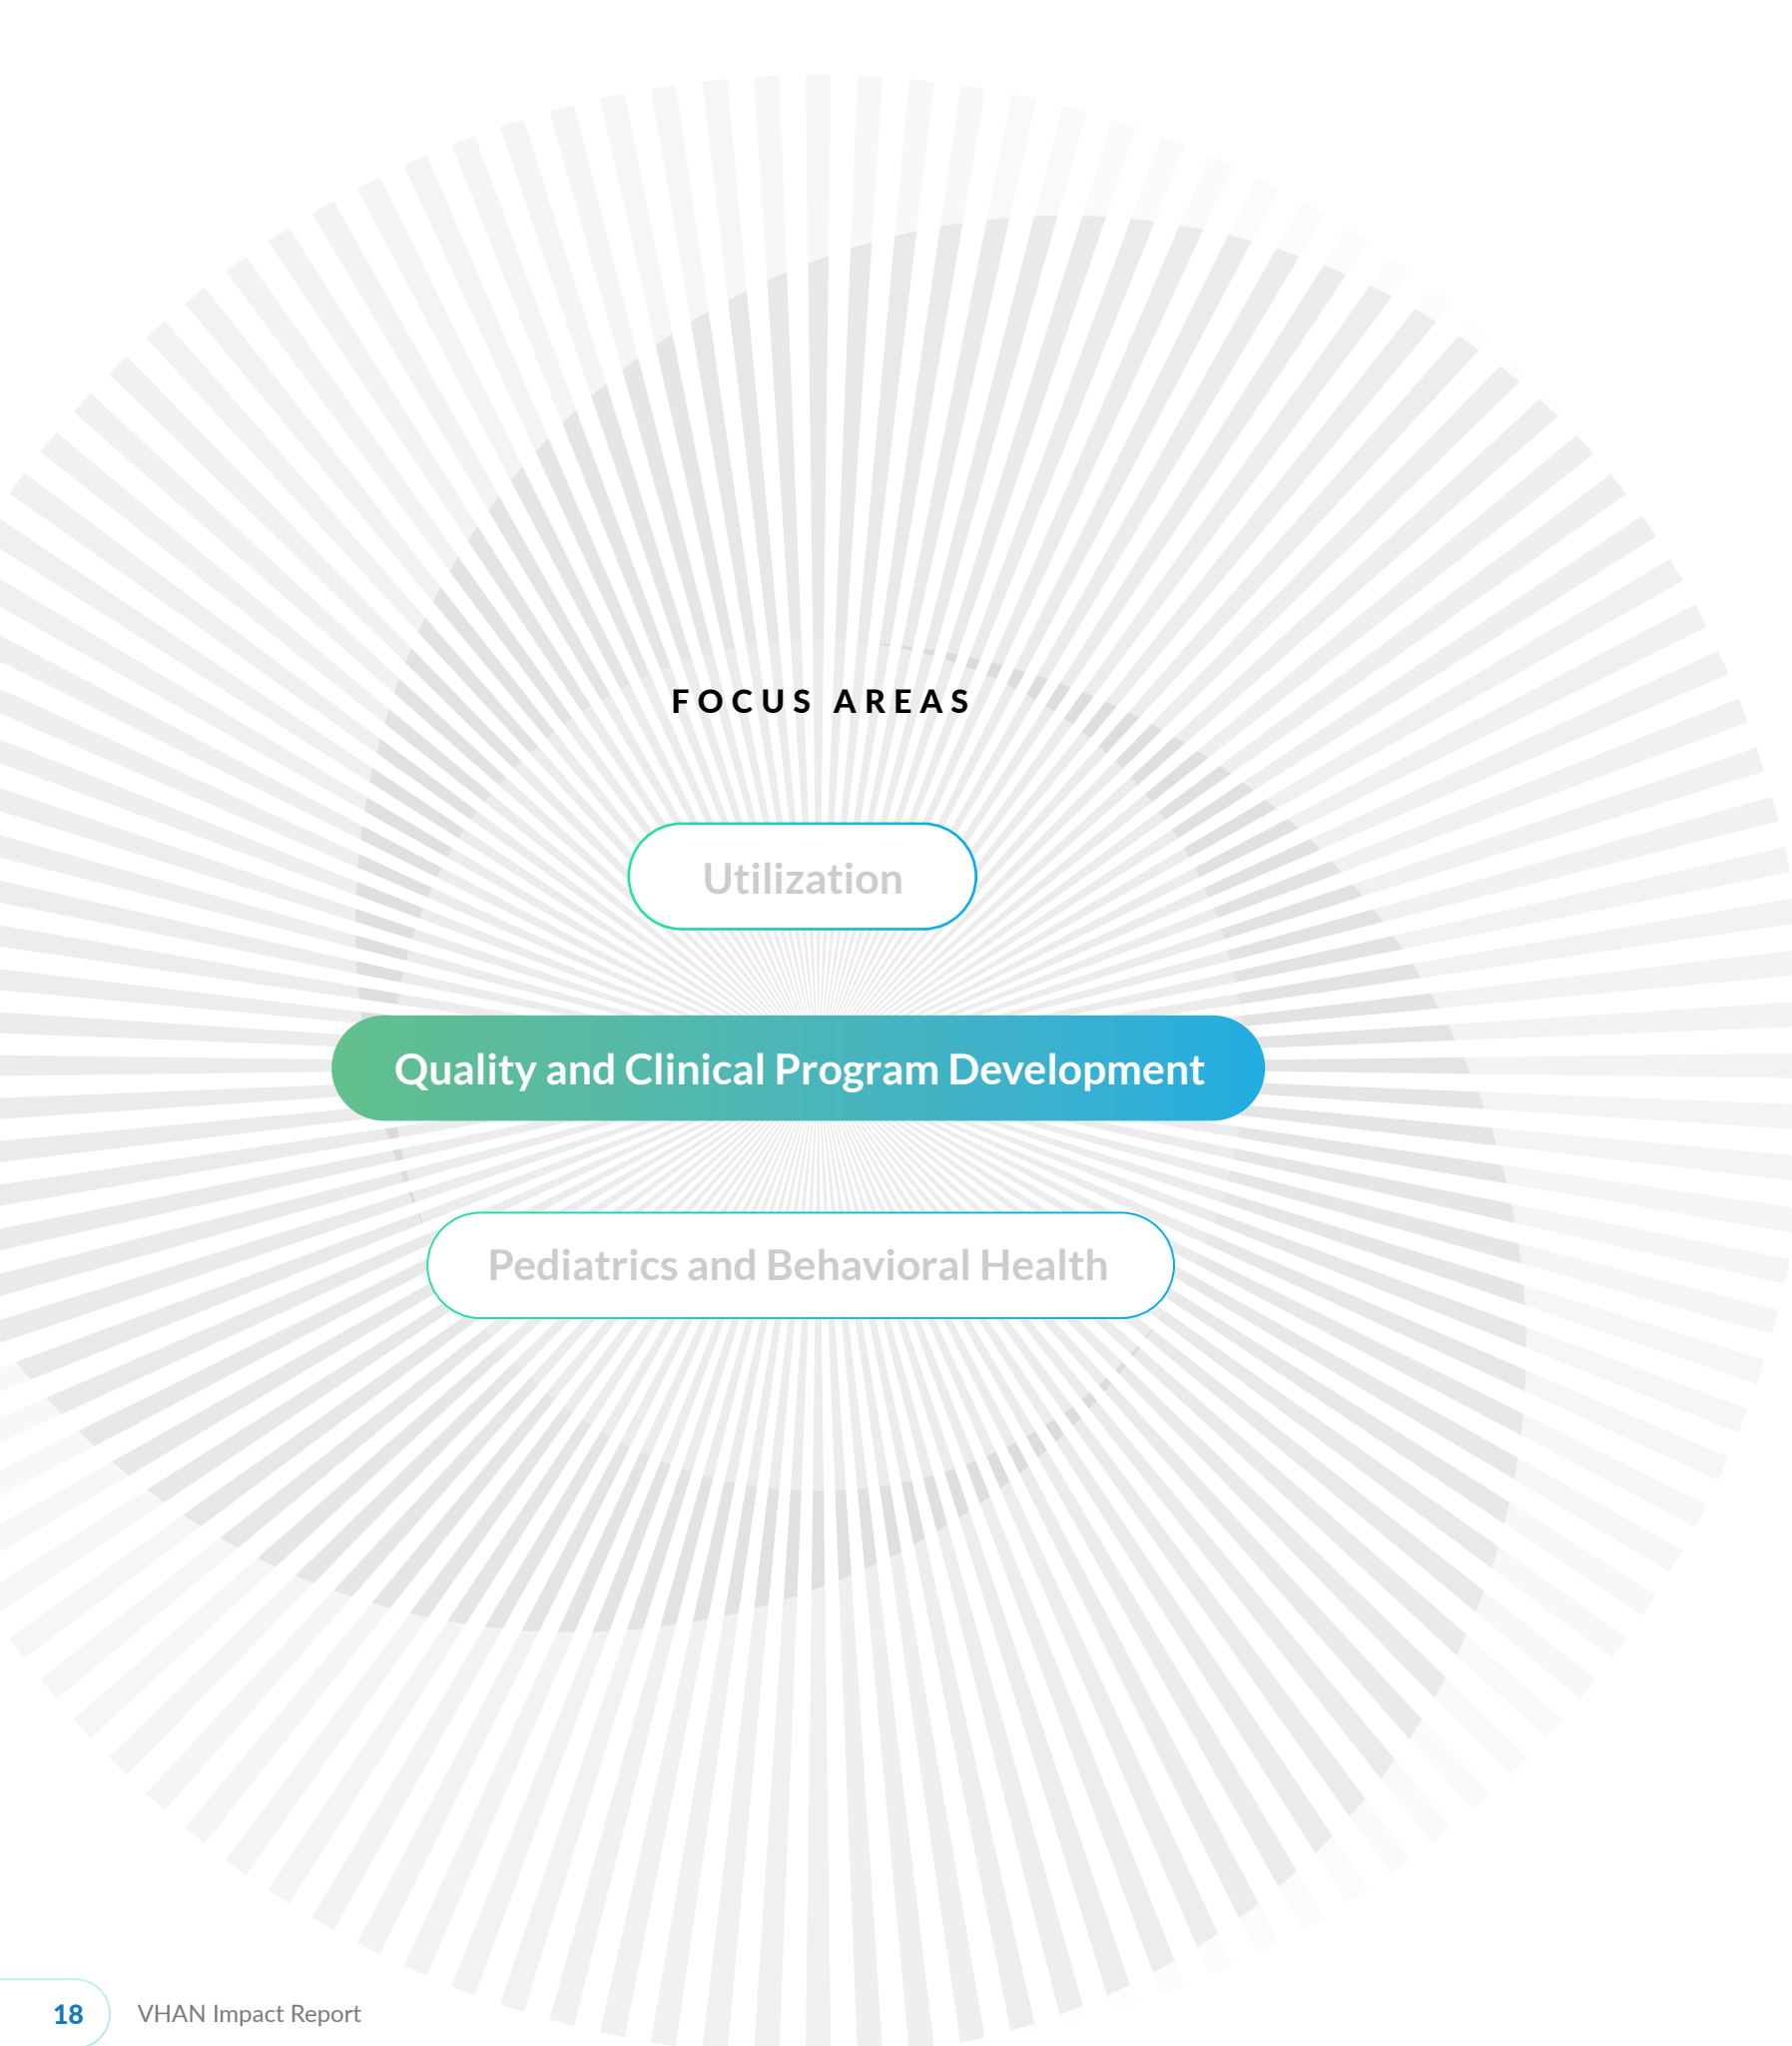 FOCUS AREAS
Utilization
Quality and Clinical Program Development
Pediatrics and Behavioral Health
18 VHAN Impact Report